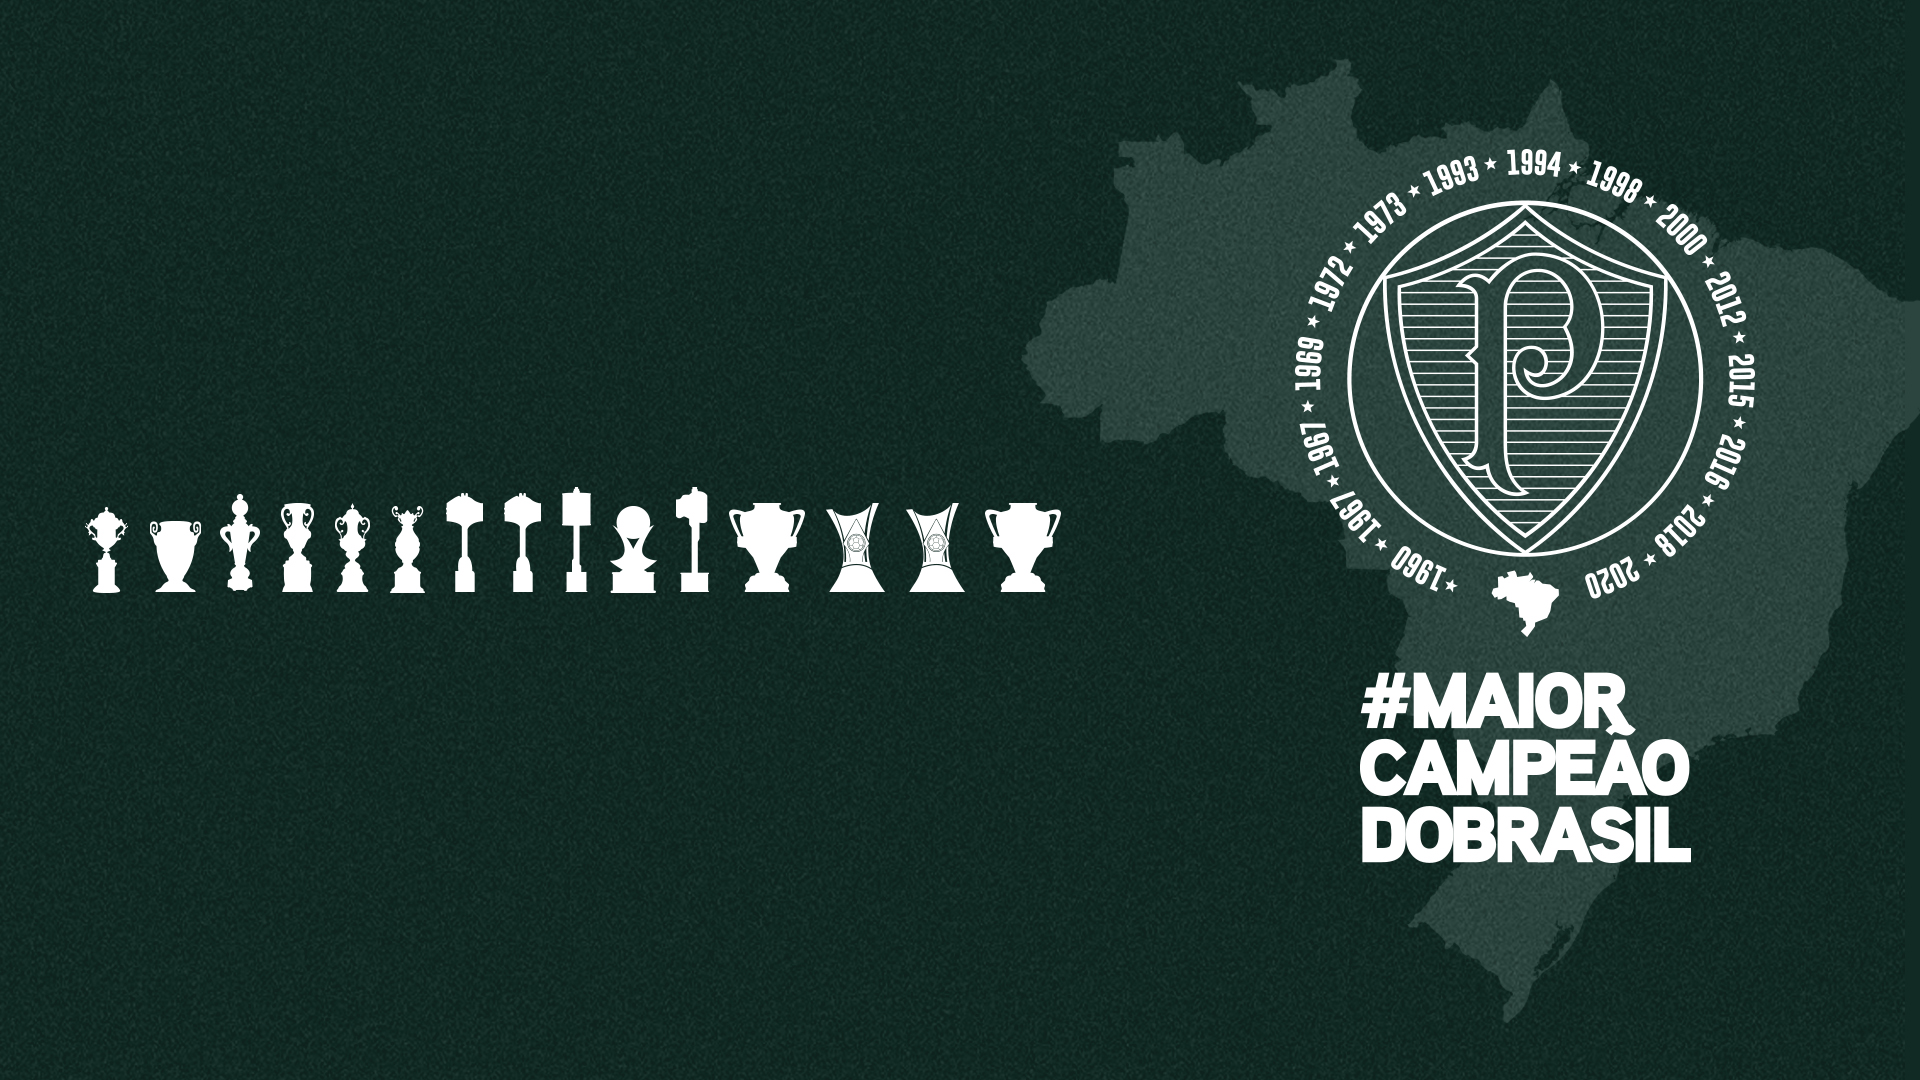 ★ 1960 ★ 1967 ★ 1967 ★ 1969 ★ 1972 ★ 1973 ★ 1993 ★ 1994 ★ 1998 ★ 2000 ★ 2012 ★ 2015 ★ 2016 ★ 2018 ★ 2020
P
#MAIOR
CAMPEÃO
DOBRASIL